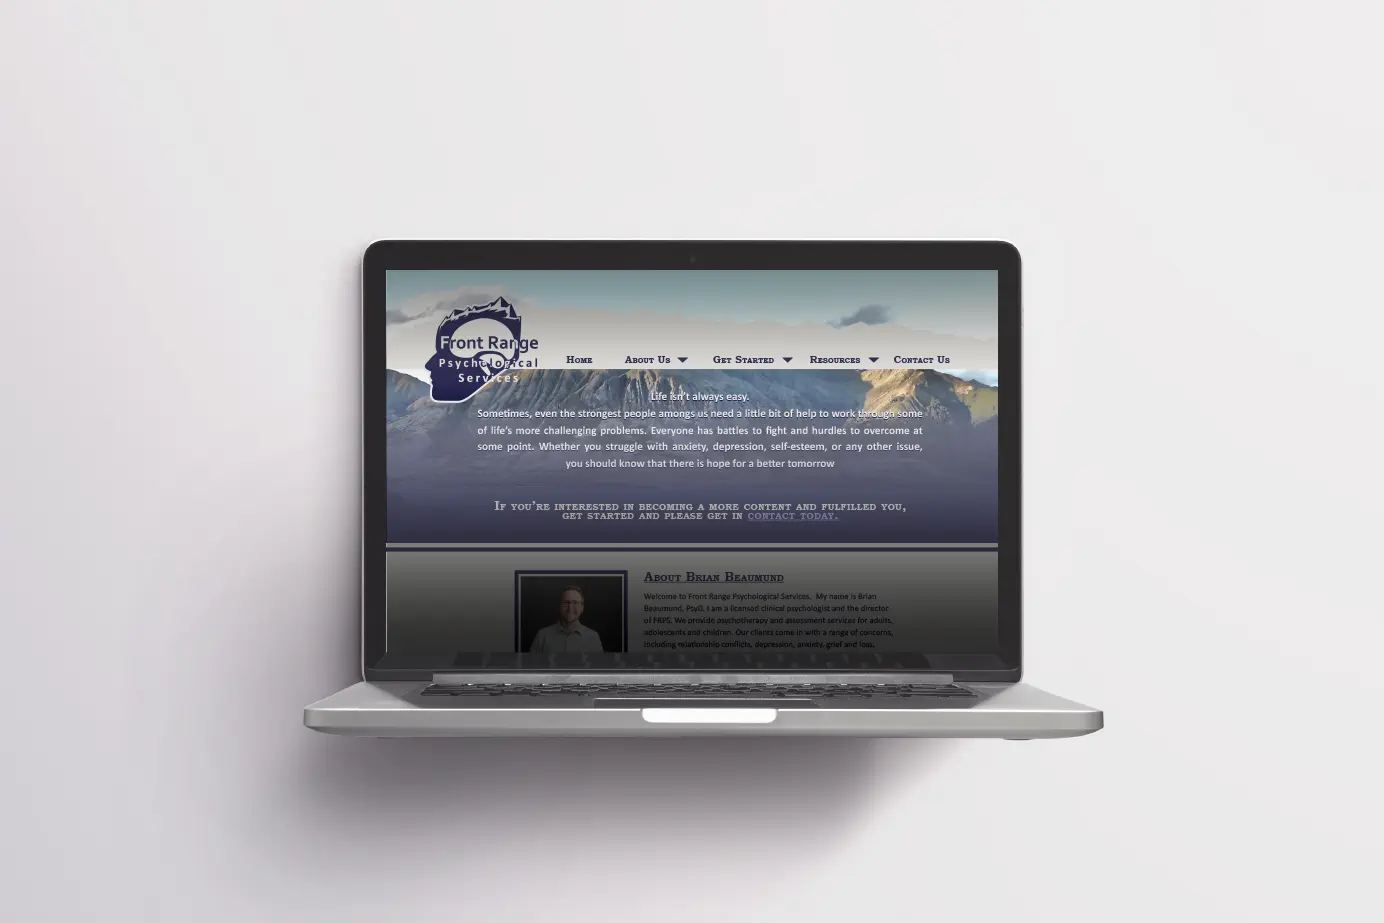 Front Range
Psychological
Services
Home
About Us
Get Started
Resources
Contact Us
Life isn't always easy.
Sometimes, even the strongest people amongs us need a little bit of help to work through some
of life's more challenging problems. Everyone has battles to fight and hurdles to overcome at
some point. Whether you struggle with anxiety, depression, self-esteem, or any other issue,
you should know that there is hope for a better tomorrow
If you're interested in becoming a more content and fulfilled you,
get started and please get in contact today.
About Brian Beaumund
Welcome to Front Range Psychological Services. My name is Brian
Beaumund, PsyD. I am a licensed clinical psychologist and the director
of FRPS. We provide psychotherapy and assessment services for adults,
adolescents and children. Our clients come in with a range of concerns,
including relationship conflicts, depression, anxiety, grief and loss,